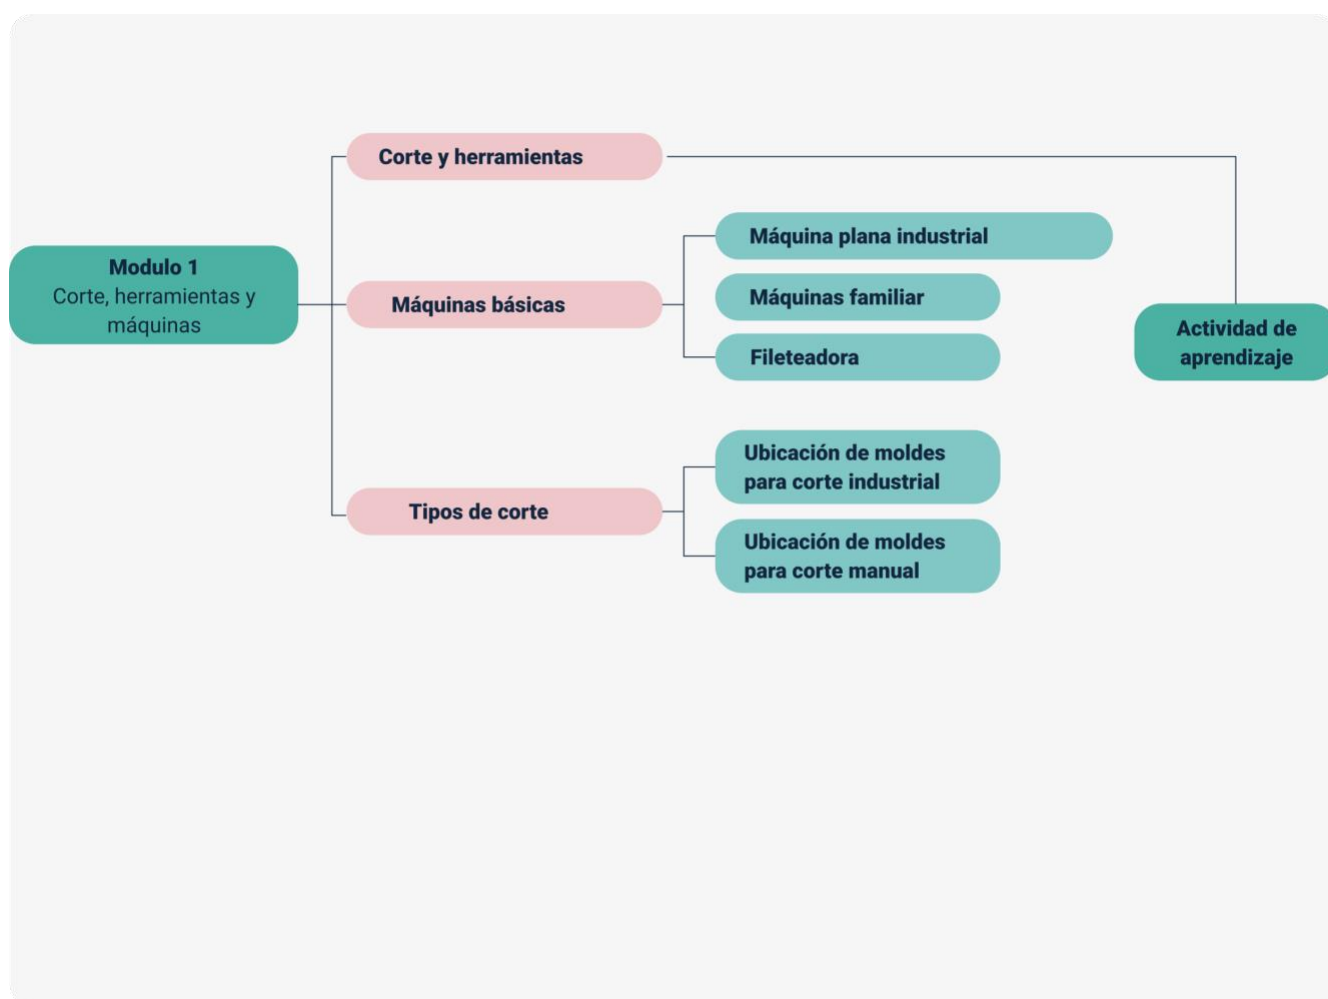 Modulo 1
Corte, herramientas y
máquinas
Corte y herramientas
Máquinas básicas
Máquina plana industrial
Máquinas familiar
Fileteadora
Tipos de corte
Ubicación de moldes
para corte industrial
Ubicación de moldes
para corte manual
Actividad de
aprendizaje